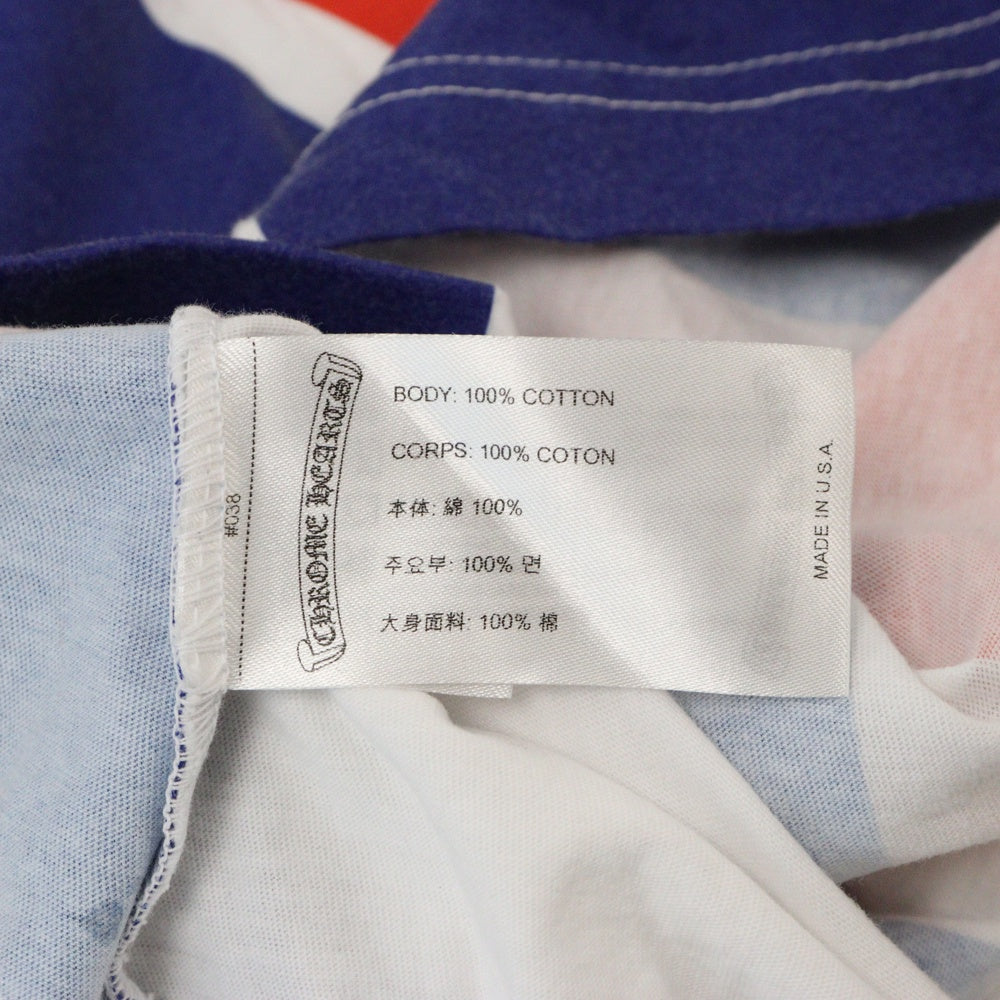 #038
CHROME HEARTS
BODY: 100% COTTON
CORPS: 100% COTON
本体: 綿 100%
주요부: 100% 면
大身面料: 100% 棉
MADE IN U.S.A.